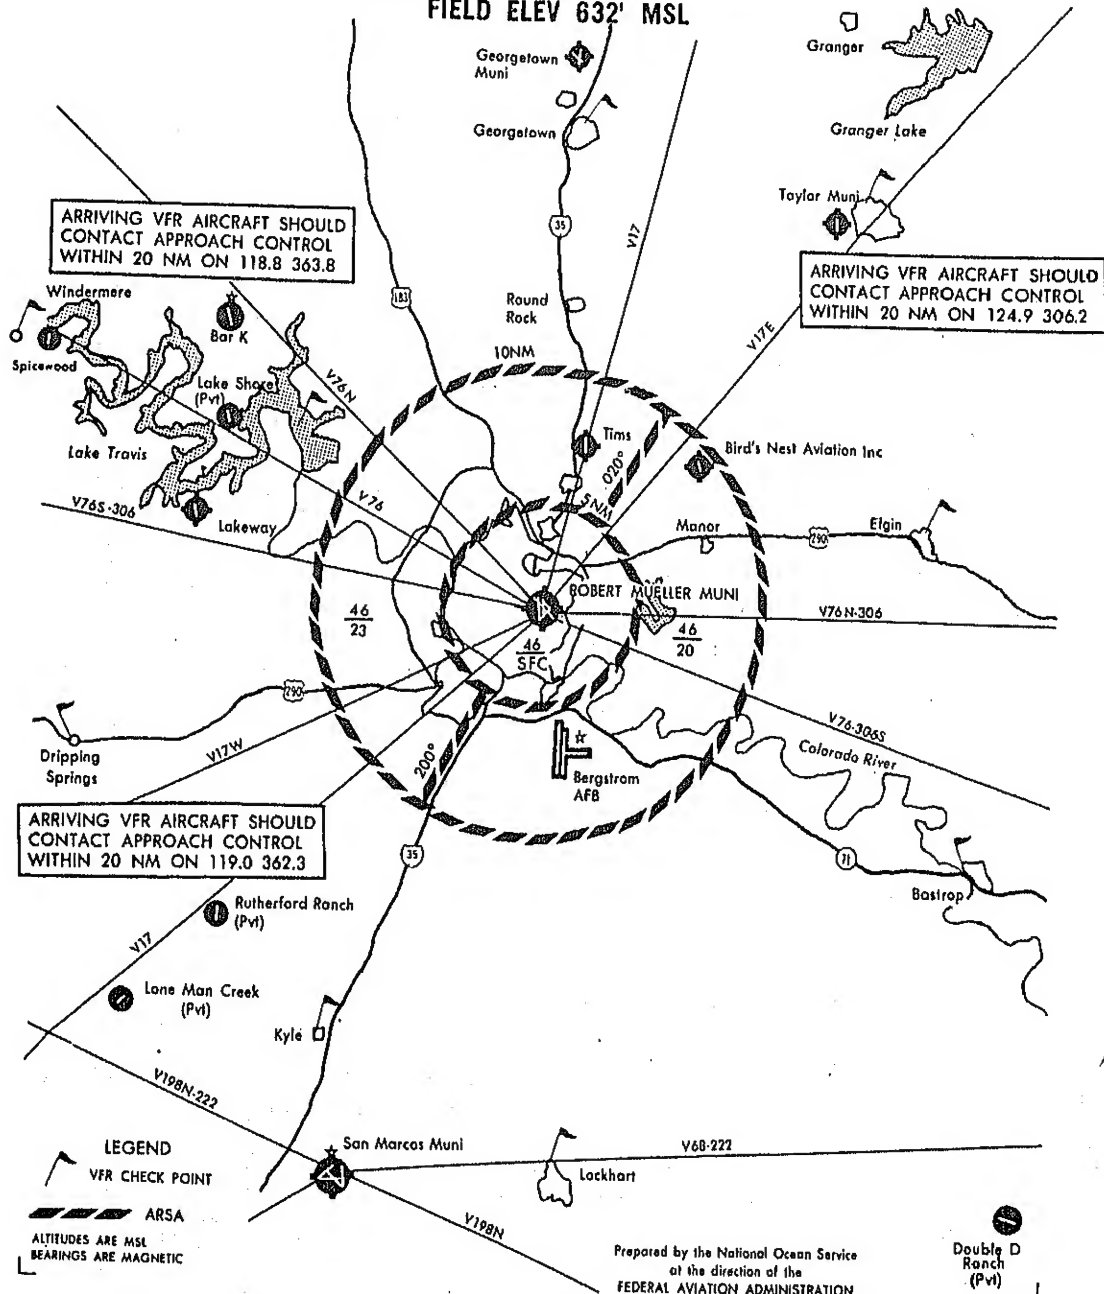 FIELD ELEV 632' MSL
Georgetown
Muni
Granger
Georgetown
Granger Lake
Taylor Muni
ARRIVING VFR AIRCRAFT SHOULD
CONTACT APPROACH CONTROL
WITHIN 20 NM ON 118.8 363.8
35
V17
ARRIVING VFR AIRCRAFT SHOULD
CONTACT APPROACH CONTROL
WITHIN 20 NM ON 124.9 306.2
Windermere
183
Round
Rock
Bar K
V17E
Spicewood
10NM
V76N
Lake Shore
(Pvt)
Tims
Bird's Nest Aviation Inc
Lake Travis
020°
V76
5NM
V76S-306
Lakeway
Manor
290
Elgin
ROBERT MUELLER MUNI
V76N-306
46
23
46
SFC
46
20
290
V76-306S
Dripping
Springs
V17W
200°
Bergstrom
AFB
Colorado River
ARRIVING VFR AIRCRAFT SHOULD
CONTACT APPROACH CONTROL
WITHIN 20 NM ON 119.0 362.3
35
71
Bastrop
Rutherford Ranch
(Pvt)
V17
Lone Man Creek
(Pvt)
Kyle
V198N-222
San Marcos Muni
V68-222
Lockhart
LEGEND
VFR CHECK POINT
ARSA
ALTITUDES ARE MSL
BEARINGS ARE MAGNETIC
V198N
Prepared by the National Ocean Service
at the direction of the
FEDERAL AVIATION ADMINISTRATION
Double D
Ranch
(Pvt)